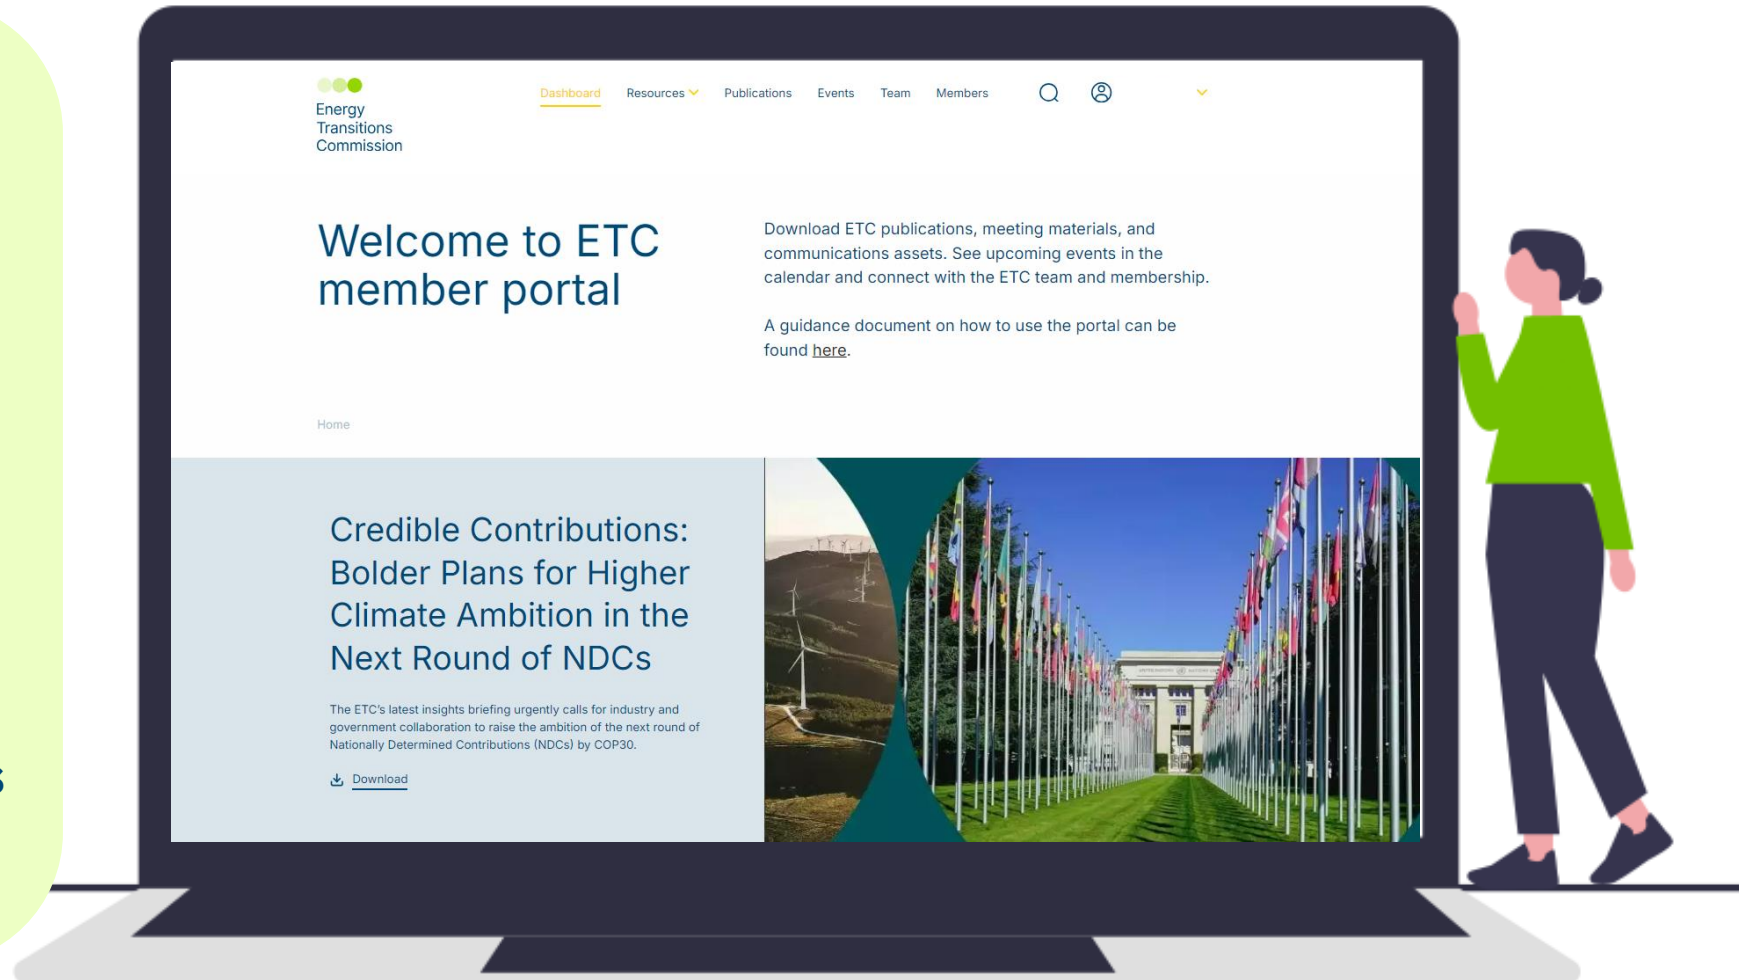 Energy
Transitions
Commission
Dashboard
Resources
Publications
Events
Team
Members
Welcome to ETC
member portal
Download ETC publications, meeting materials, and
communications assets. See upcoming events in the
calendar and connect with the ETC team and membership.
A guidance document on how to use the portal can be
found here.
Home
Credible Contributions:
Bolder Plans for Higher
Climate Ambition in the
Next Round of NDCs
The ETC’s latest insights briefing urgently calls for industry and
government collaboration to raise the ambition of the next round of
Nationally Determined Contributions (NDCs) by COP30.
Download
s